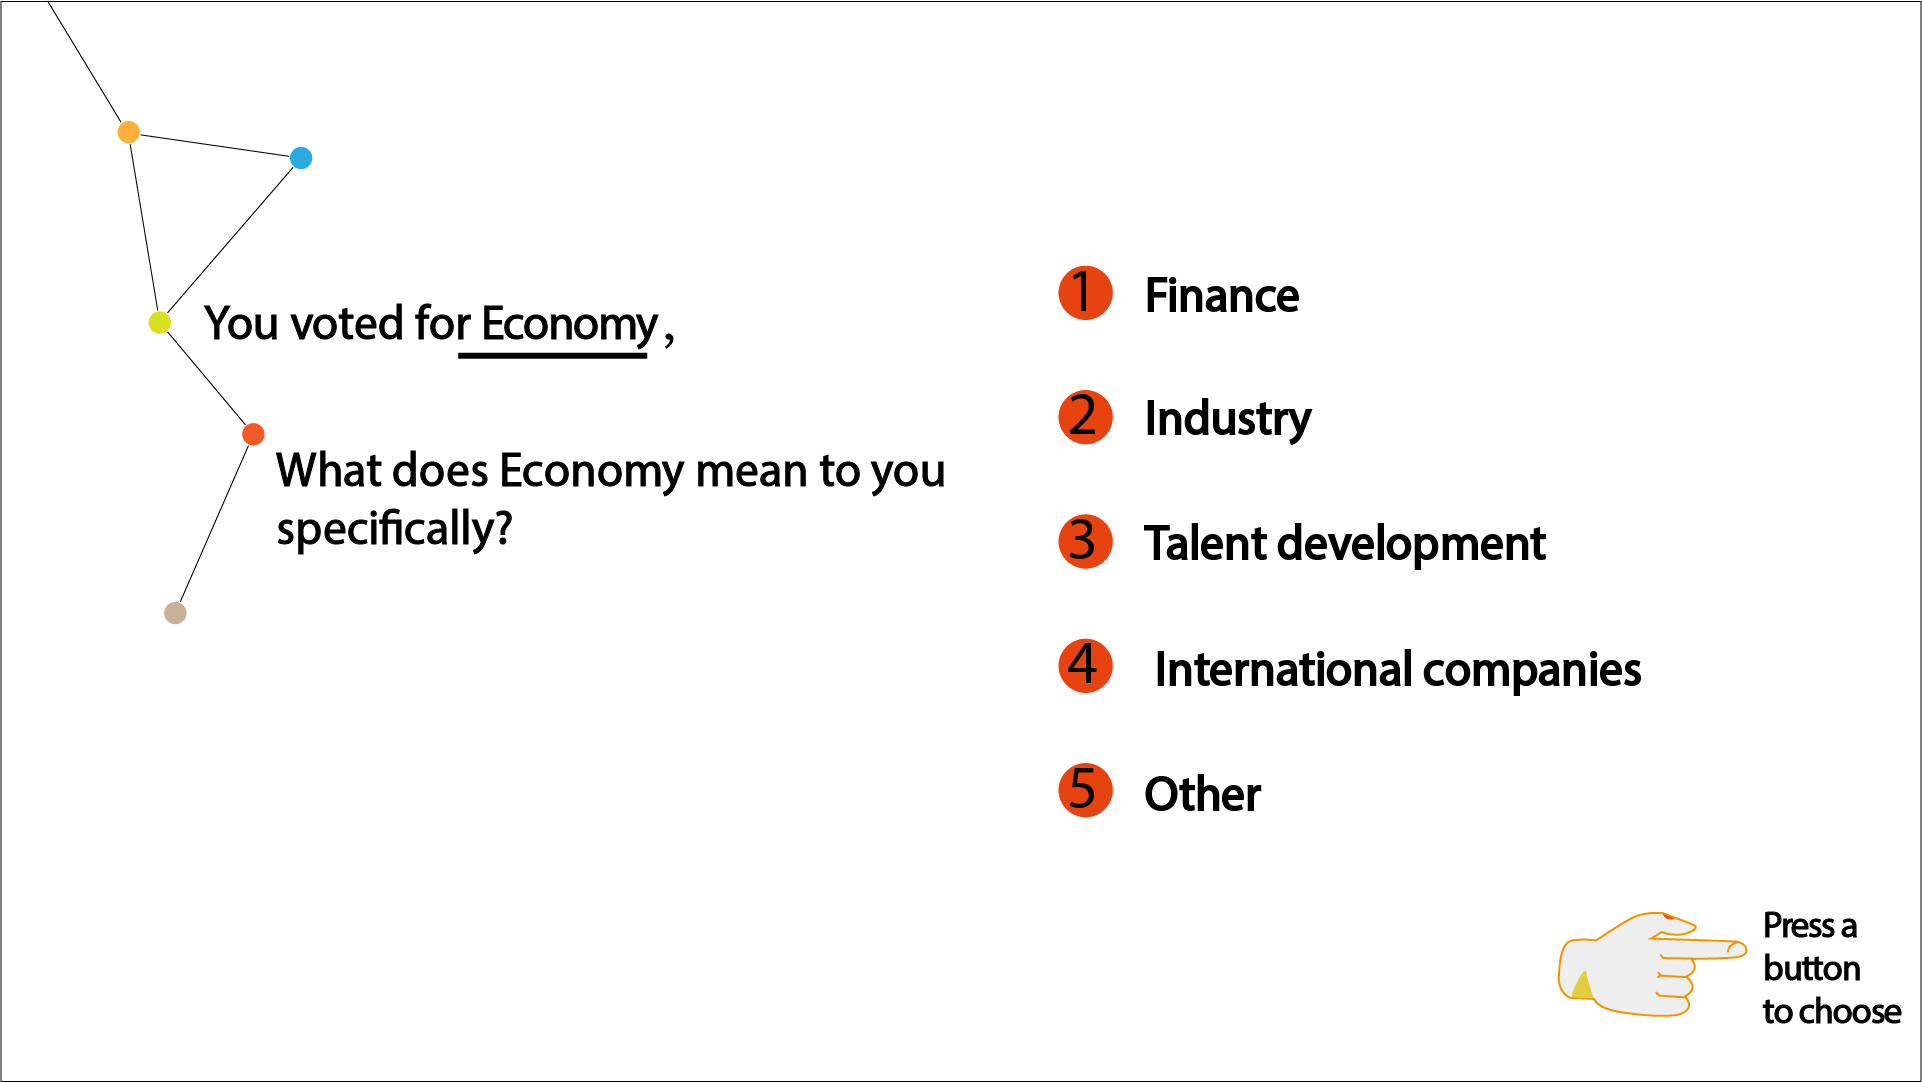 You voted for Economy ,
What does Economy mean to you
specifically?
1 Finance
2 Industry
3 Talent development
4 International companies
5 Other
Press a
button
to choose